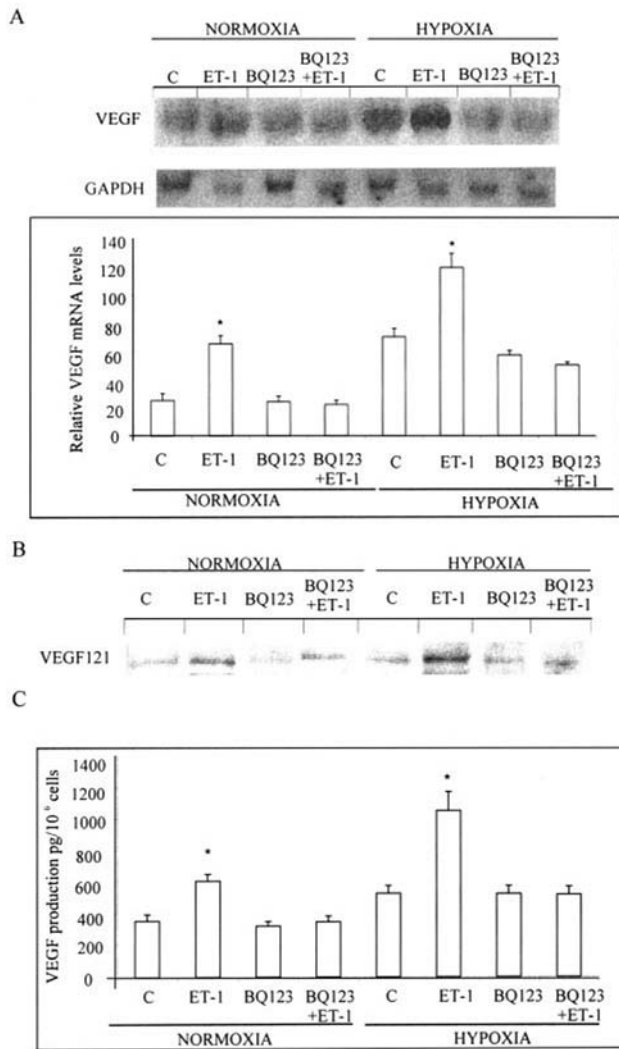 A
NORMOXIA HYPOXIA
C ET-1 BQ123 BQ123 +ET-1 C ET-1 BQ123 BQ123 +ET-1
VEGF
GAPDH
Relative VEGF mRNA levels
140
120
100
80
60
40
20
0
*
*
C ET-1 BQ123 BQ123 +ET-1 C ET-1 BQ123 BQ123 +ET-1
NORMOXIA HYPOXIA
B
NORMOXIA HYPOXIA
C ET-1 BQ123 BQ123 +ET-1 C ET-1 BQ123 BQ123 +ET-1
VEGF121
C
VEGF production pg/10⁶ cells
1400
1200
1000
800
600
400
200
0
*
*
C ET-1 BQ123 BQ123 +ET-1 C ET-1 BQ123 BQ123 +ET-1
NORMOXIA HYPOXIA